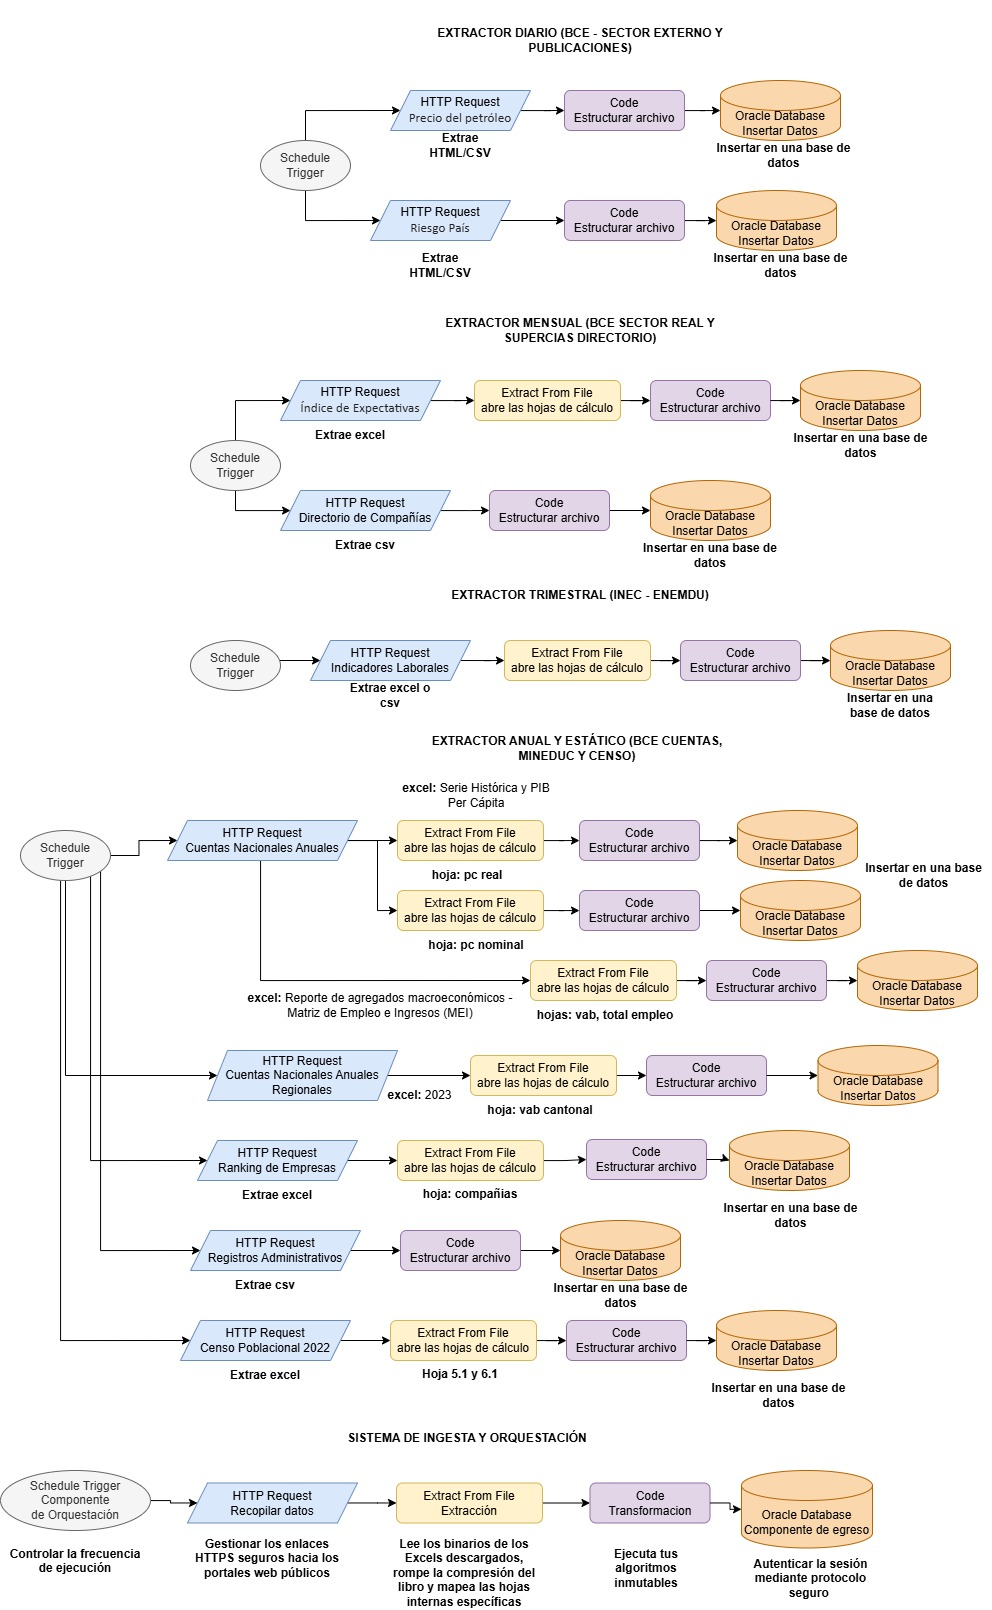 EXTRACTOR DIARIO (BCE - SECTOR EXTERNO Y
PUBLICACIONES)
Schedule
Trigger
HTTP Request
Precio del petróleo
Extrae
HTML/CSV
Code
Estructurar archivo
Oracle Database
Insertar Datos
Insertar en una base de
datos
HTTP Request
Riesgo País
Extrae
HTML/CSV
Code
Estructurar archivo
Oracle Database
Insertar Datos
Insertar en una base de
datos
EXTRACTOR MENSUAL (BCE SECTOR REAL Y
SUPERCIAS DIRECTORIO)
Schedule
Trigger
HTTP Request
Índice de Expectativas
Extrae excel
Extract From File
abre las hojas de cálculo
Code
Estructurar archivo
Oracle Database
Insertar Datos
Insertar en una base de
datos
HTTP Request
Directorio de Compañías
Extrae csv
Code
Estructurar archivo
Oracle Database
Insertar Datos
Insertar en una base de
datos
EXTRACTOR TRIMESTRAL (INEC - ENEMDU)
Schedule
Trigger
HTTP Request
Indicadores Laborales
Extrae excel o
csv
Extract From File
abre las hojas de cálculo
Code
Estructurar archivo
Oracle Database
Insertar Datos
Insertar en una
base de datos
EXTRACTOR ANUAL Y ESTÁTICO (BCE CUENTAS,
MINEDUC Y CENSO)
excel: Serie Histórica y PIB
Per Cápita
Schedule
Trigger
HTTP Request
Cuentas Nacionales Anuales
Extract From File
abre las hojas de cálculo
hoja: pc real
Code
Estructurar archivo
Oracle Database
Insertar Datos
Insertar en una base
de datos
Extract From File
abre las hojas de cálculo
hoja: pc nominal
Code
Estructurar archivo
Oracle Database
Insertar Datos
excel: Reporte de agregados macroeconómicos -
Matriz de Empleo e Ingresos (MEI)
Extract From File
abre las hojas de cálculo
hojas: vab, total empleo
Code
Estructurar archivo
Oracle Database
Insertar Datos
HTTP Request
Cuentas Nacionales Anuales
Regionales
excel: 2023
Extract From File
abre las hojas de cálculo
hoja: vab cantonal
Code
Estructurar archivo
Oracle Database
Insertar Datos
HTTP Request
Ranking de Empresas
Extrae excel
Extract From File
abre las hojas de cálculo
hoja: compañias
Code
Estructurar archivo
Oracle Database
Insertar Datos
Insertar en una base de
datos
HTTP Request
Registros Administrativos
Extrae csv
Code
Estructurar archivo
Oracle Database
Insertar Datos
Insertar en una base de
datos
HTTP Request
Censo Poblacional 2022
Extrae excel
Extract From File
abre las hojas de cálculo
Hoja 5.1 y 6.1
Code
Estructurar archivo
Oracle Database
Insertar Datos
Insertar en una base de
datos
SISTEMA DE INGESTA Y ORQUESTACIÓN
Schedule Trigger
Componente
de Orquestación
Controlar la frecuencia
de ejecución
HTTP Request
Recopilar datos
Gestionar los enlaces
HTTPS seguros hacia los
portales web públicos
Extract From File
Extracción
Lee los binarios de los
Excels descargados,
rompe la compresión del
libro y mapea las hojas
internas específicas
Code
Transformacion
Ejecuta tus
algoritmos
inmutables
Oracle Database
Componente de egreso
Autenticar la sesión
mediante protocolo
seguro